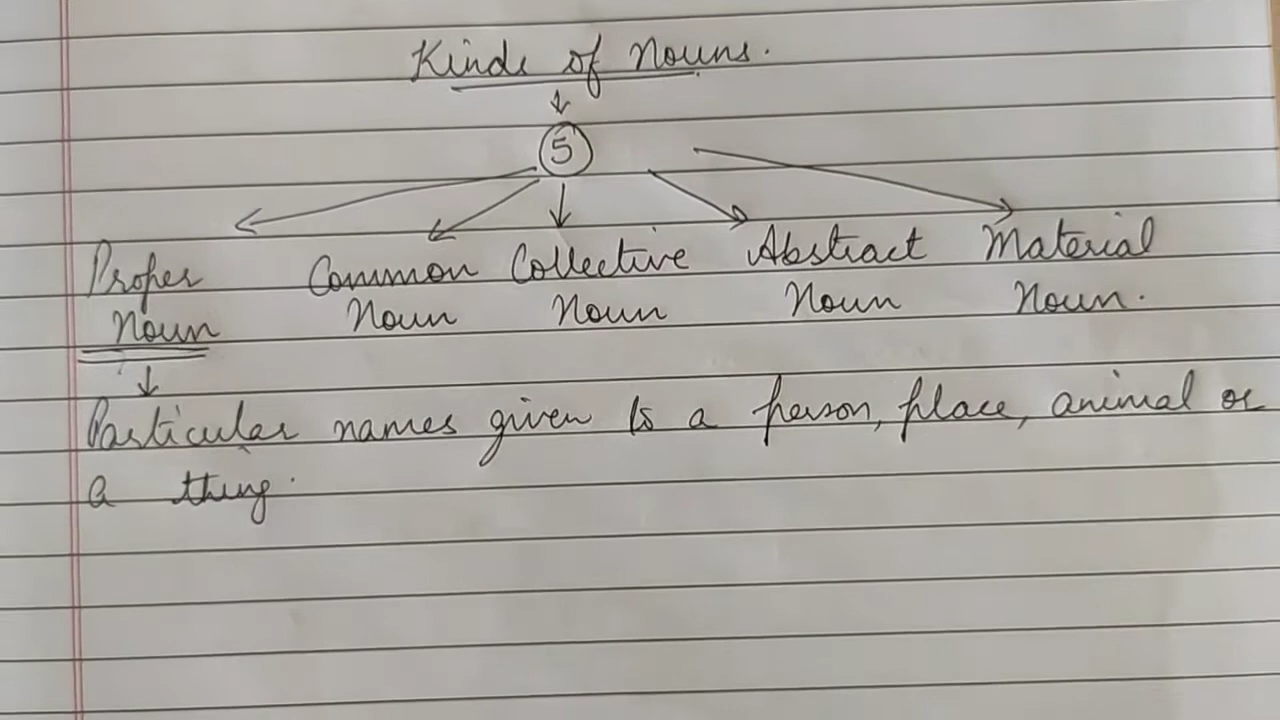 Kinds of Nouns.
5
Proper Common Collective Abstract Material
Noun Noun Noun Noun Noun.
Particular names given to a person, place, animal or
a thing.